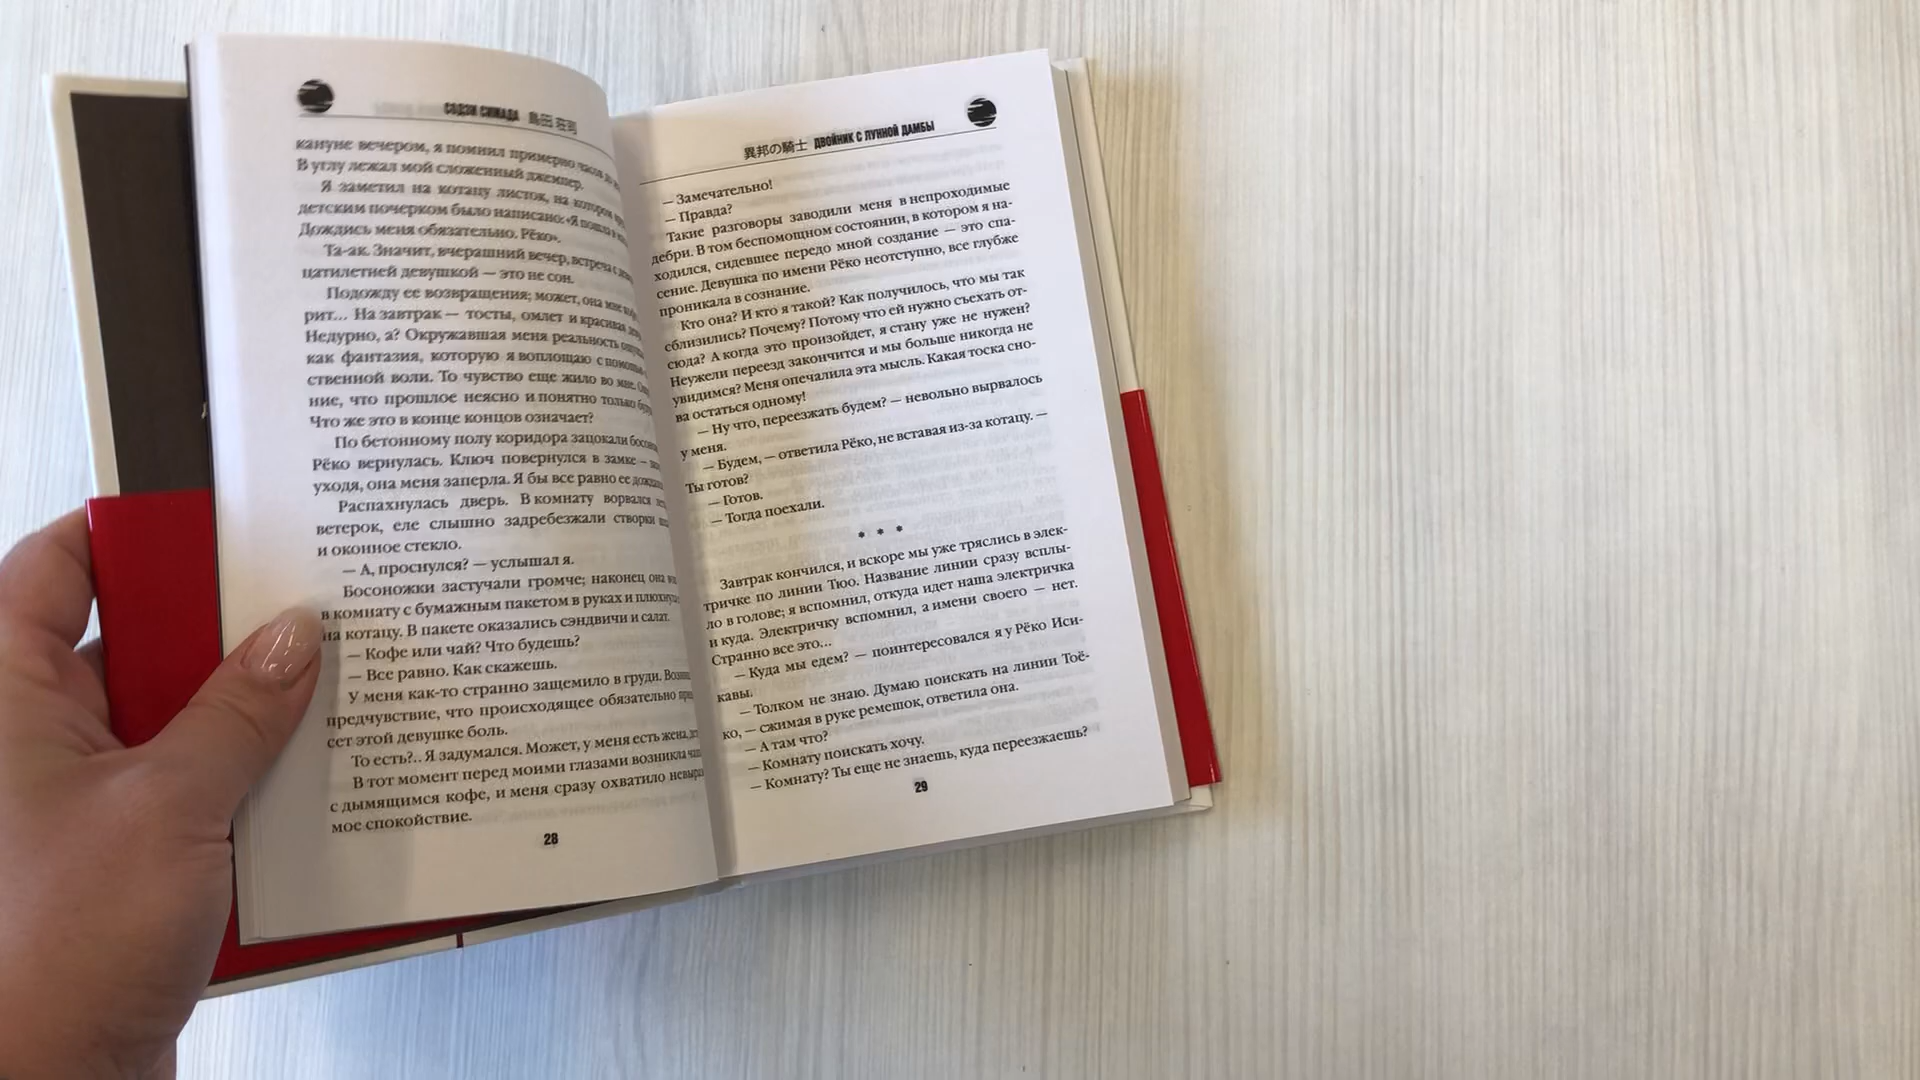 СОДЗИ СИМАДА 島田 荘司
кануне вечером, я помнил примерно часов до
В углу лежал мой сложенный джемпер.
Я заметил на котацу листок, на котором
детским почерком было написано: «Я пошла в
Дождись меня обязательно. Рёко».
Та-ак. Значит, вчерашний вечер, встреча с
цатилетней девушкой — это не сон.
Подожду ее возвращения; может, она мне
рит... На завтрак — тосты, омлет и красивая
Недурно, а? Окружавшая меня реальность
как фантазия, которую я воплощаю с
ственной воли. То чувство еще жило во мне.
ние, что прошлое неясно и понятно только
Что же это в конце концов означает?
По бетонному полу коридора зацокали
Рёко вернулась. Ключ повернулся в замке —
уходя, она меня заперла. Я бы все равно ее
Распахнулась дверь. В комнату ворвался
ветерок, еле слышно задребезжали створки
и оконное стекло.
— А, проснулся? — услышал я.
Босоножки застучали громче; наконец она
в комнату с бумажным пакетом в руках и
на котацу. В пакете оказались сэндвичи и салат.
— Кофе или чай? Что будешь?
— Все равно. Как скажешь.
У меня как-то странно защемило в груди.
предчувствие, что происходящее обязательно
сет этой девушке боль.
То есть?.. Я задумался. Может, у меня есть жена,
В тот момент перед моими глазами возникла
с дымящимся кофе, и меня сразу охватило
мое спокойствие.
28
異邦の騎士 ДВОЙНИК С ЛУННОЙ ДАМБЫ
— Замечательно!
— Правда?
Такие разговоры заводили меня в непроходимые
дебри. В том беспомощном состоянии, в котором я на-
ходился, сидевшее передо мной создание — это спа-
сение. Девушка по имени Рёко неотступно, все глубже
проникала в сознание.
Кто она? И кто я такой? Как получилось, что мы так
сблизились? Почему? Потому что ей нужно съехать от-
сюда? А когда это произойдет, я стану уже не нужен?
Неужели переезд закончится и мы больше никогда не
увидимся? Меня опечалила эта мысль. Какая тоска сно-
ва остаться одному!
— Ну что, переезжать будем? — невольно вырвалось
у меня.
— Будем, — ответила Рёко, не вставая из-за котацу. —
Ты готов?
— Готов.
— Тогда поехали.
* * *
Завтрак кончился, и вскоре мы уже тряслись в элек-
тричке по линии Тюо. Название линии сразу всплы-
ло в голове; я вспомнил, откуда идет наша электричка
и куда. Электричку вспомнил, а имени своего — нет.
Странно все это...
— Куда мы едем? — поинтересовался я у Рёко Иси-
кавы.
— Толком не знаю. Думаю поискать на линии Тоё-
ко, — сжимая в руке ремешок, ответила она.
— А там что?
— Комнату поискать хочу.
— Комнату? Ты еще не знаешь, куда переезжаешь?
29